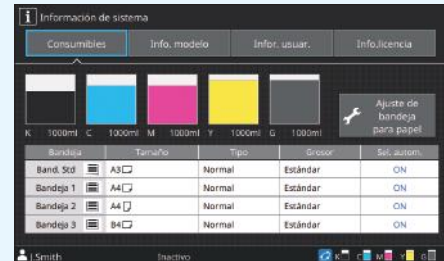 Información de sistema
Consumibles
Info. modelo
Infor. usuar.
Info.licencia
K 1000ml C 1000ml M 1000ml Y 1000ml G 1000ml
Ajuste de
bandeja
para papel
Bandeja Tamaño Tipo Grosor Sel. autom.
Band. Std A3 Normal Estándar ON
Bandeja 1 A4 Normal Estándar ON
Bandeja 2 A4 Normal Estándar ON
Bandeja 3 B4 Normal Estándar ON
J.Smith Inactivo K C M Y G